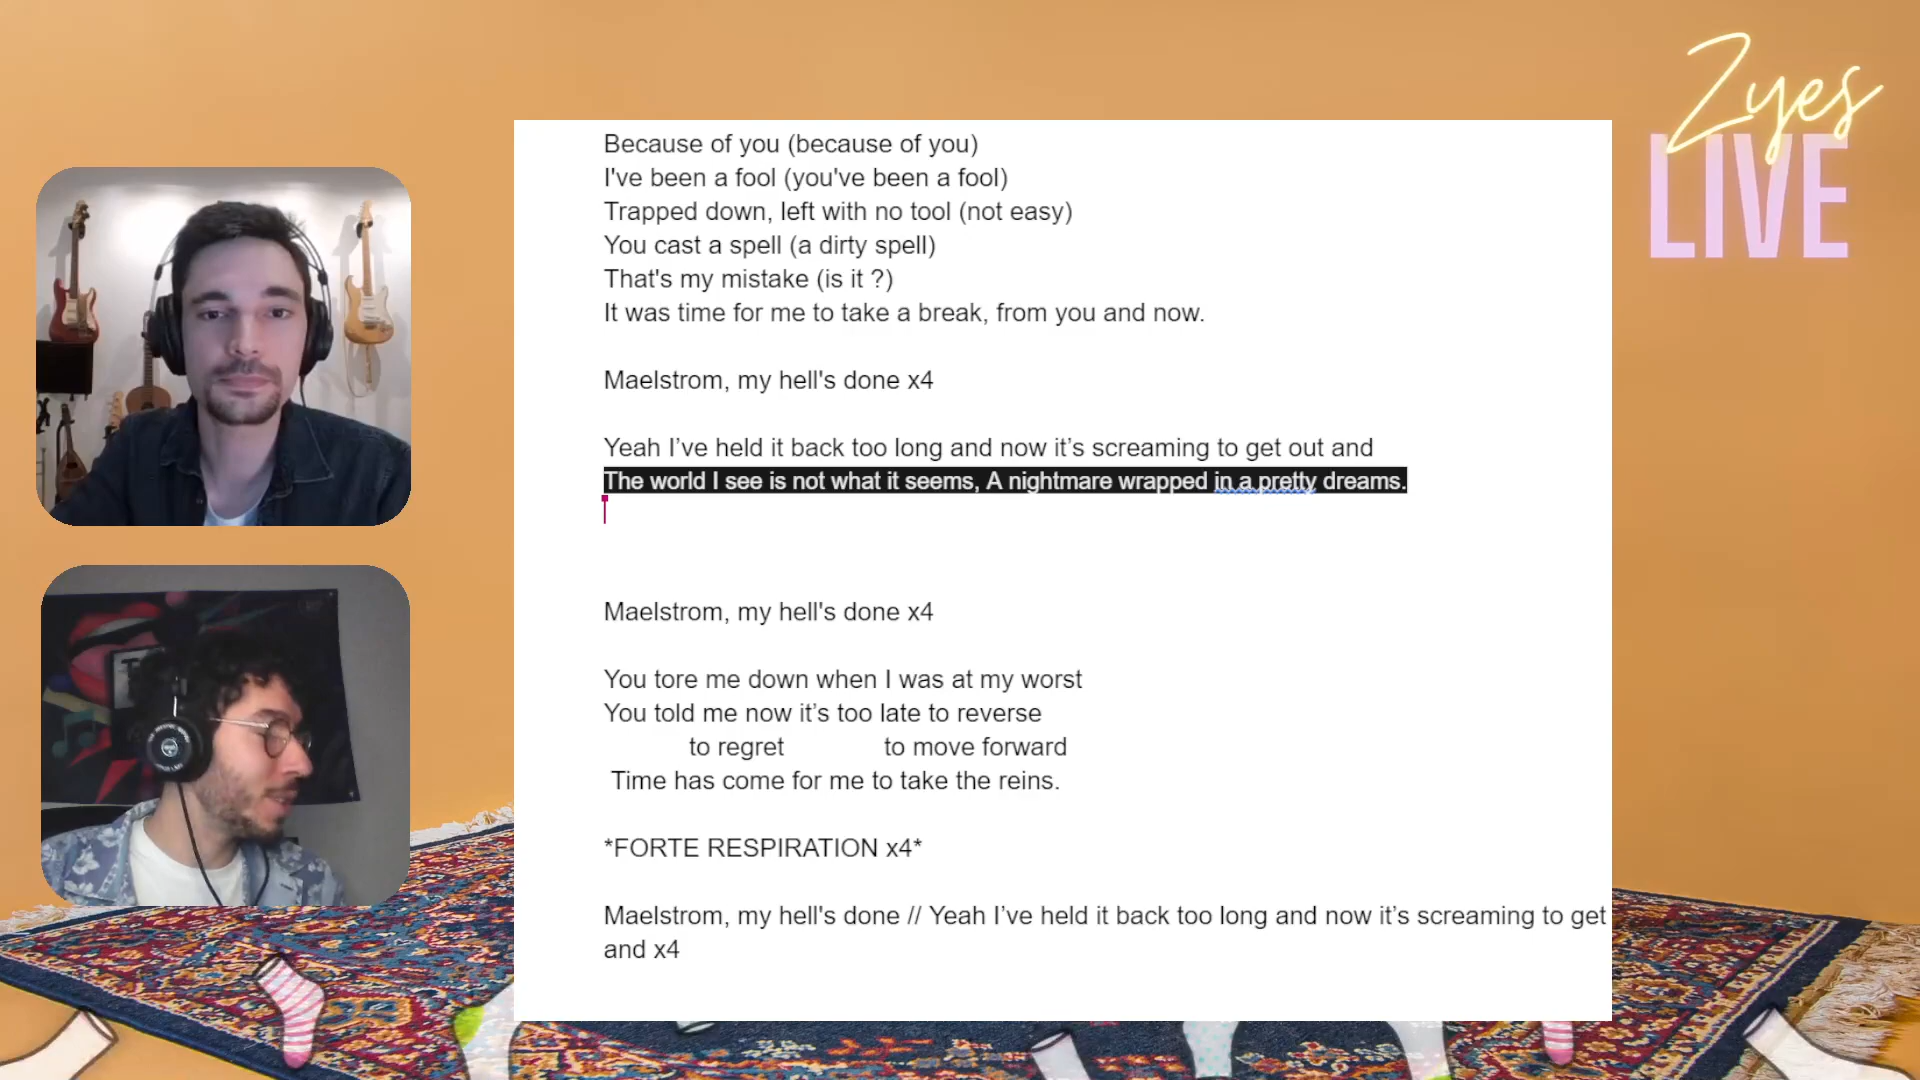 Zyes
LIVE
Because of you (because of you)
I've been a fool (you've been a fool)
Trapped down, left with no tool (not easy)
You cast a spell (a dirty spell)
That's my mistake (is it ?)
It was time for me to take a break, from you and now.
Maelstrom, my hell's done x4
Yeah I’ve held it back too long and now it’s screaming to get out and
The world I see is not what it seems, A nightmare wrapped in a pretty dreams.
Maelstrom, my hell's done x4
You tore me down when I was at my worst
You told me now it’s too late to reverse
to regret to move forward
Time has come for me to take the reins.
*FORTE RESPIRATION x4*
Maelstrom, my hell's done // Yeah I’ve held it back too long and now it’s screaming to get
and x4